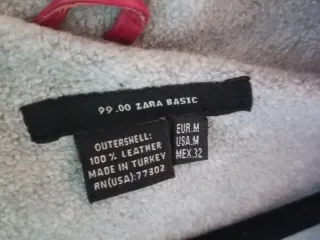 99.00 ZARA BASIC
OUTERSHELL:
100% LEATHER
MADE IN TURKEY
RN(USA):77302
EUR.M
USA.M
MEX.32